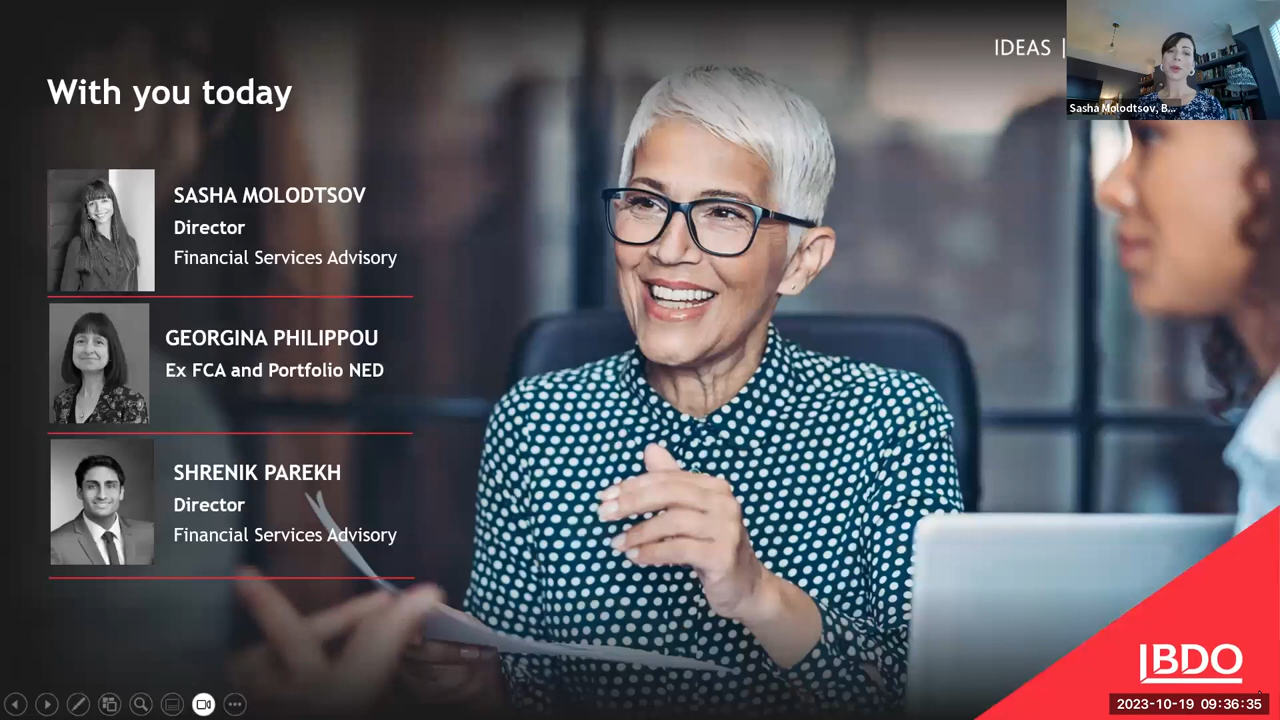 IDEAS |
Sasha Molodtsov, B...
With you today
SASHA MOLODTSOV
Director
Financial Services Advisory
GEORGINA PHILIPPOU
Ex FCA and Portfolio NED
SHRENIK PAREKH
Director
Financial Services Advisory
BDO
2023-10-19 09:36:35